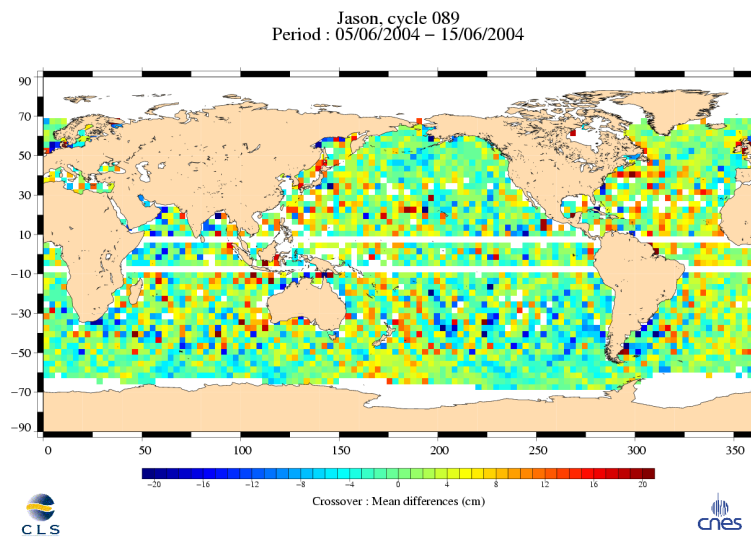 Jason, cycle 089
Period : 05/06/2004 − 15/06/2004
90
70
50
30
10
−10
−30
−50
−70
−90
0 50 100 150 200 250 300 350
−20 −16 −12 −8 −4 0 4 8 12 16 20
Crossover : Mean differences (cm)
CLS
cnes